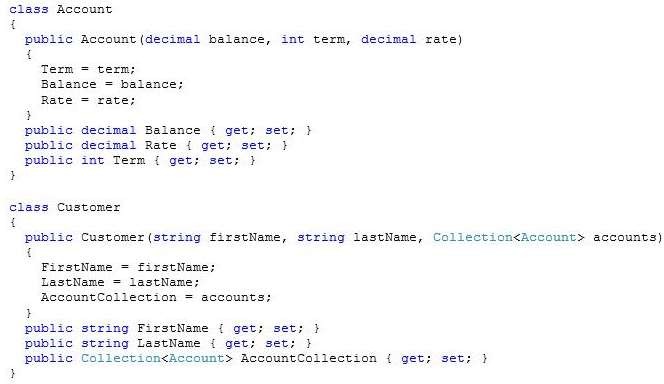 class Account
{
public Account(decimal balance, int term, decimal rate)
{
Term = term;
Balance = balance;
Rate = rate;
}
public decimal Balance { get; set; }
public decimal Rate { get; set; }
public int Term { get; set; }
}
class Customer
{
public Customer(string firstName, string lastName, Collection<Account> accounts)
{
FirstName = firstName;
LastName = lastName;
AccountCollection = accounts;
}
public string FirstName { get; set; }
public string LastName { get; set; }
public Collection<Account> AccountCollection { get; set; }
}